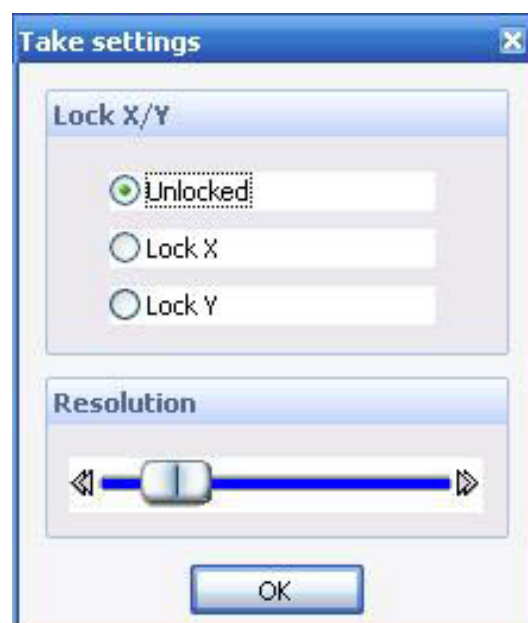 Take settings
Lock X/Y
Unlocked
Lock X
Lock Y
Resolution
OK